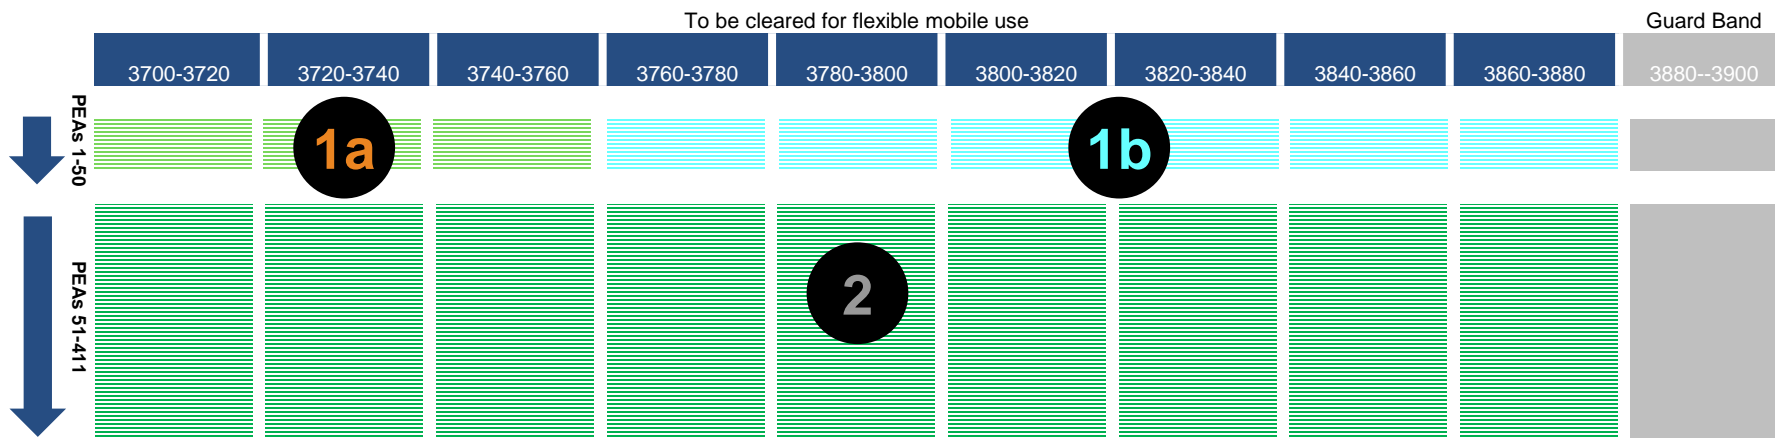 To be cleared for flexible mobile use Guard Band
3700-3720 3720-3740 3740-3760 3760-3780 3780-3800 3800-3820 3820-3840 3840-3860 3860-3880 3880--3900
PEAs 1-50
1a 1b
PEAs 51-411
2